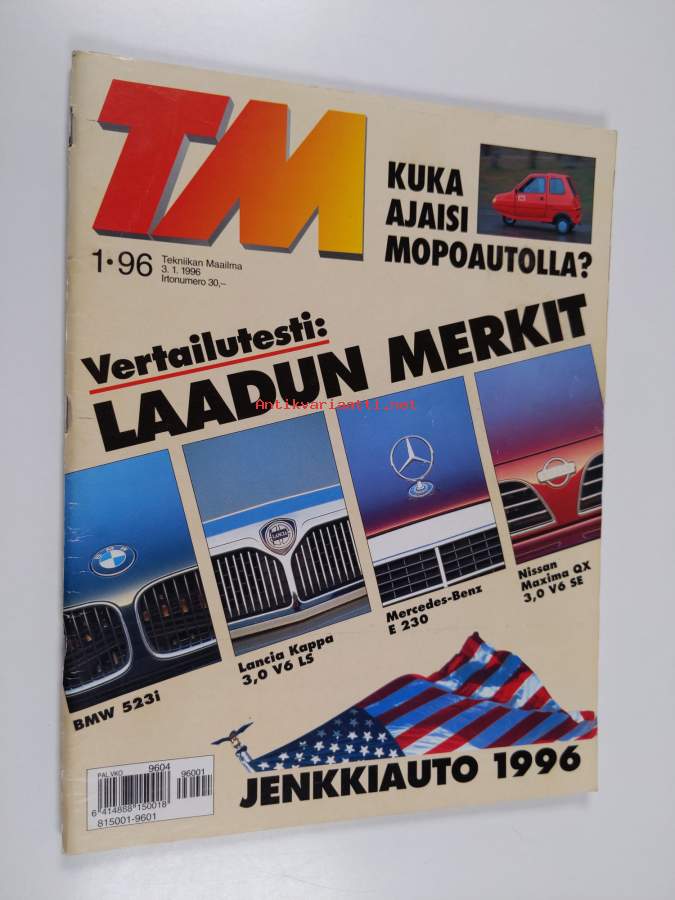 TM
KUKA
AJAISI
MOPOAUTOLLA?
1•96
Tekniikan Maailma
3. 1. 1996
Irtonumero 30,–
Vertailutesti:
LAADUN MERKIT
Antikvariaatti.net
LANCIA
BMW 523i
Lancia Kappa
3,0 V6 LS
Mercedes-Benz
E 230
Nissan
Maxima QX
3,0 V6 SE
JENKKIAUTO 1996
PAL.VKO 9604
96001
6 414888 150018
815001-9601